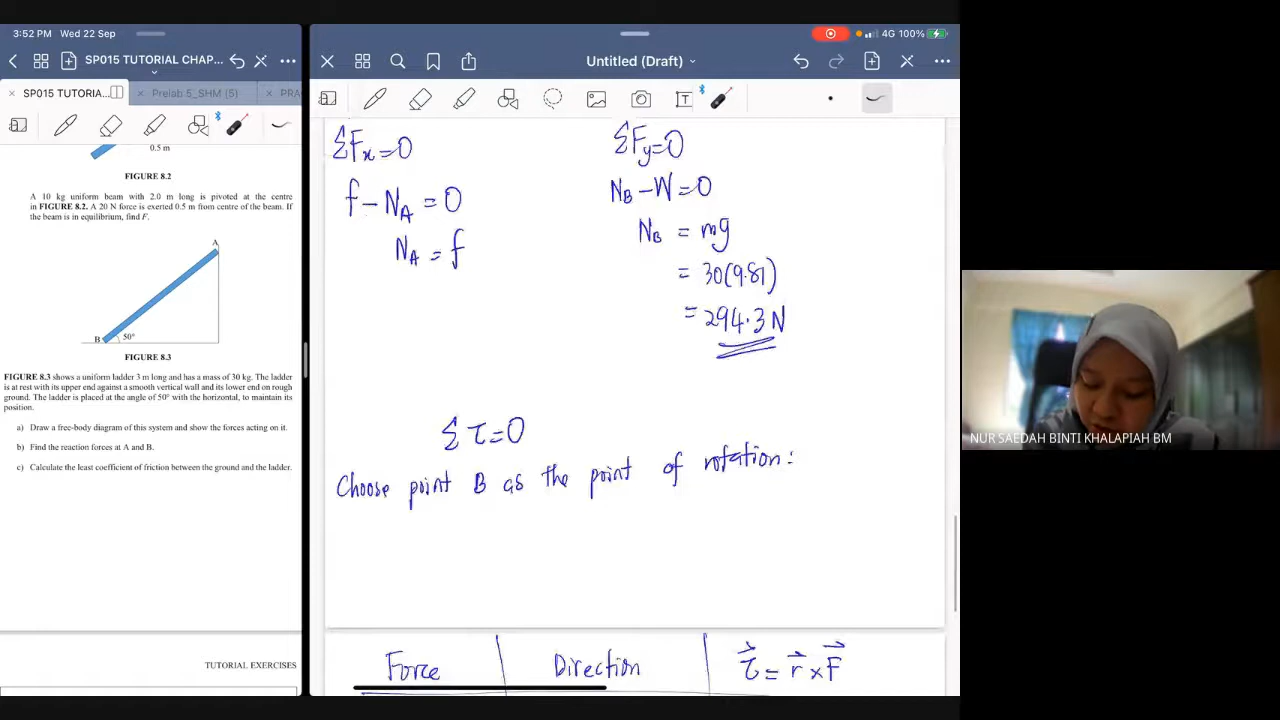 3:52 PM Wed 22 Sep
4G 100%
SP015 TUTORIAL CHAP...
Untitled (Draft)
SP015 TUTORIA...
Prelab 5_SHM (5)
PRA
0.5 m
FIGURE 8.2
A 10 kg uniform beam with 2.0 m long is pivoted at the centre
in FIGURE 8.2. A 20 N force is exerted 0.5 m from centre of the beam. If
the beam is in equilibrium, find F.
A
B
50°
FIGURE 8.3
FIGURE 8.3 shows a uniform ladder 3 m long and has a mass of 30 kg. The ladder
is at rest with its upper end against a smooth vertical wall and its lower end on rough
ground. The ladder is placed at the angle of 50° with the horizontal, to maintain its
position.
a) Draw a free-body diagram of this system and show the forces acting on it.
b) Find the reaction forces at A and B.
c) Calculate the least coefficient of friction between the ground and the ladder.
TUTORIAL EXERCISES
ΣFx=0
f-N_A=0
N_A=f
ΣFy=0
N_B-W=0
N_B=mg
=30(9.81)
=294.3 N
Στ=0
Choose point B as the point of rotation:
Force
Direction
τ=r×F
NUR SAEDAH BINTI KHALAPIAH BM